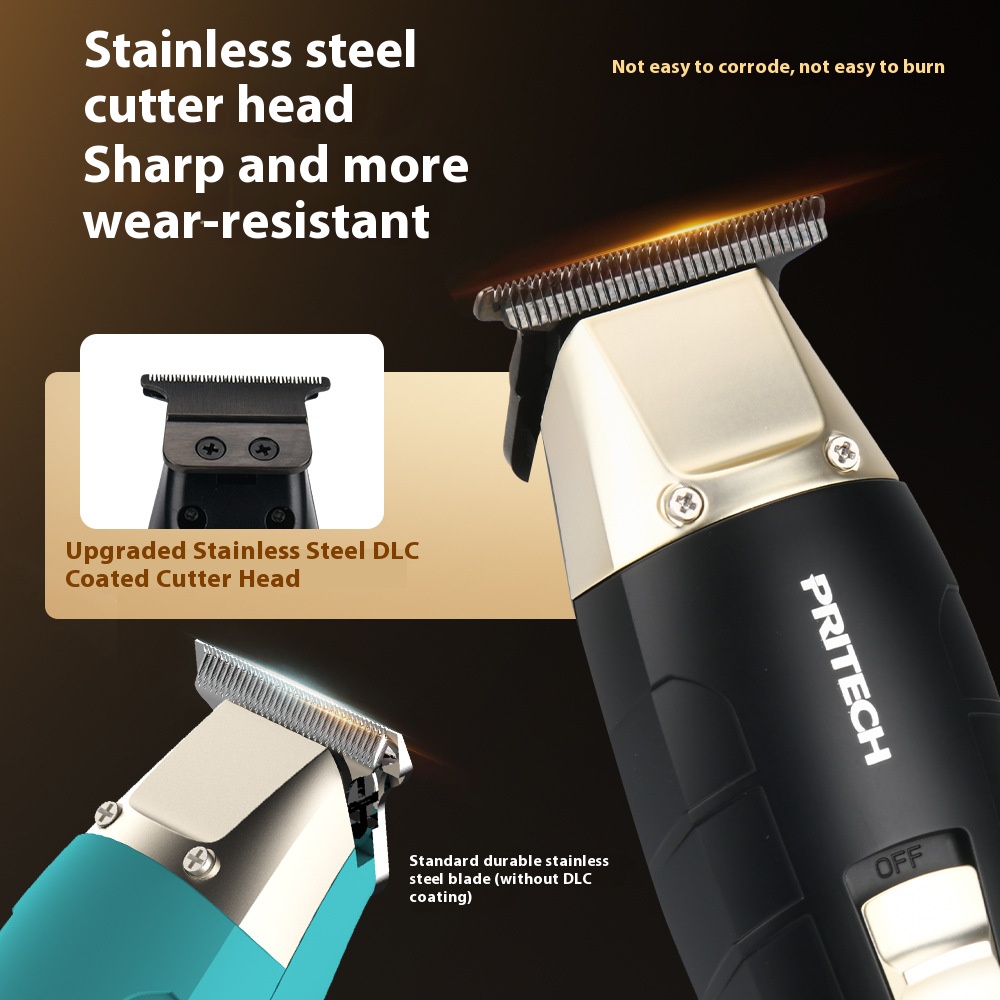 Stainless steel
cutter head
Sharp and more
wear-resistant
Not easy to corrode, not easy to burn
Upgraded Stainless Steel DLC
Coated Cutter Head
PRITECH
OFF
Standard durable stainless
steel blade (without DLC
coating)